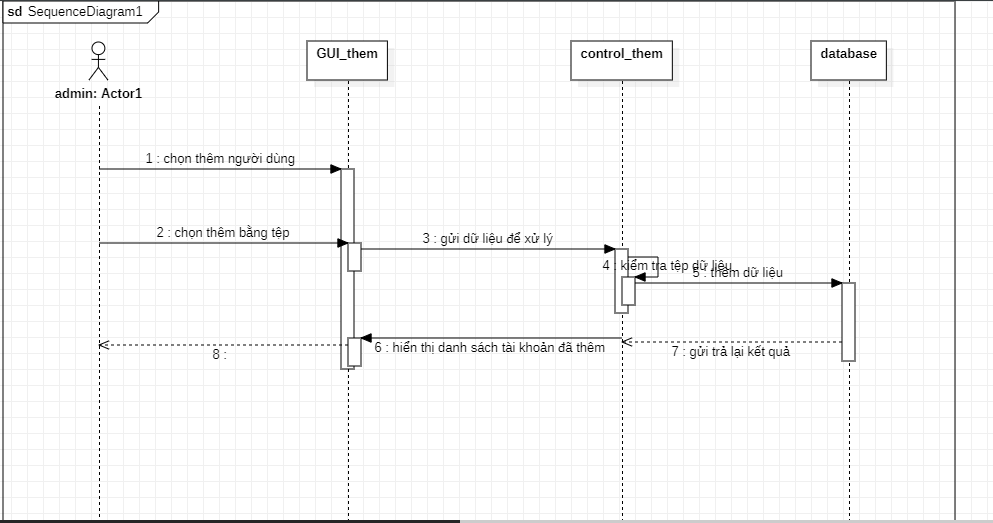 sd SequenceDiagram1
admin: Actor1
GUI_them
control_them
database
1 : chọn thêm người dùng
2 : chọn thêm bằng tệp
3 : gửi dữ liệu để xử lý
4 : kiểm tra tệp dữ liệu
5 : thêm dữ liệu
6 : hiển thị danh sách tài khoản đã thêm
7 : gửi trả lại kết quả
8 :